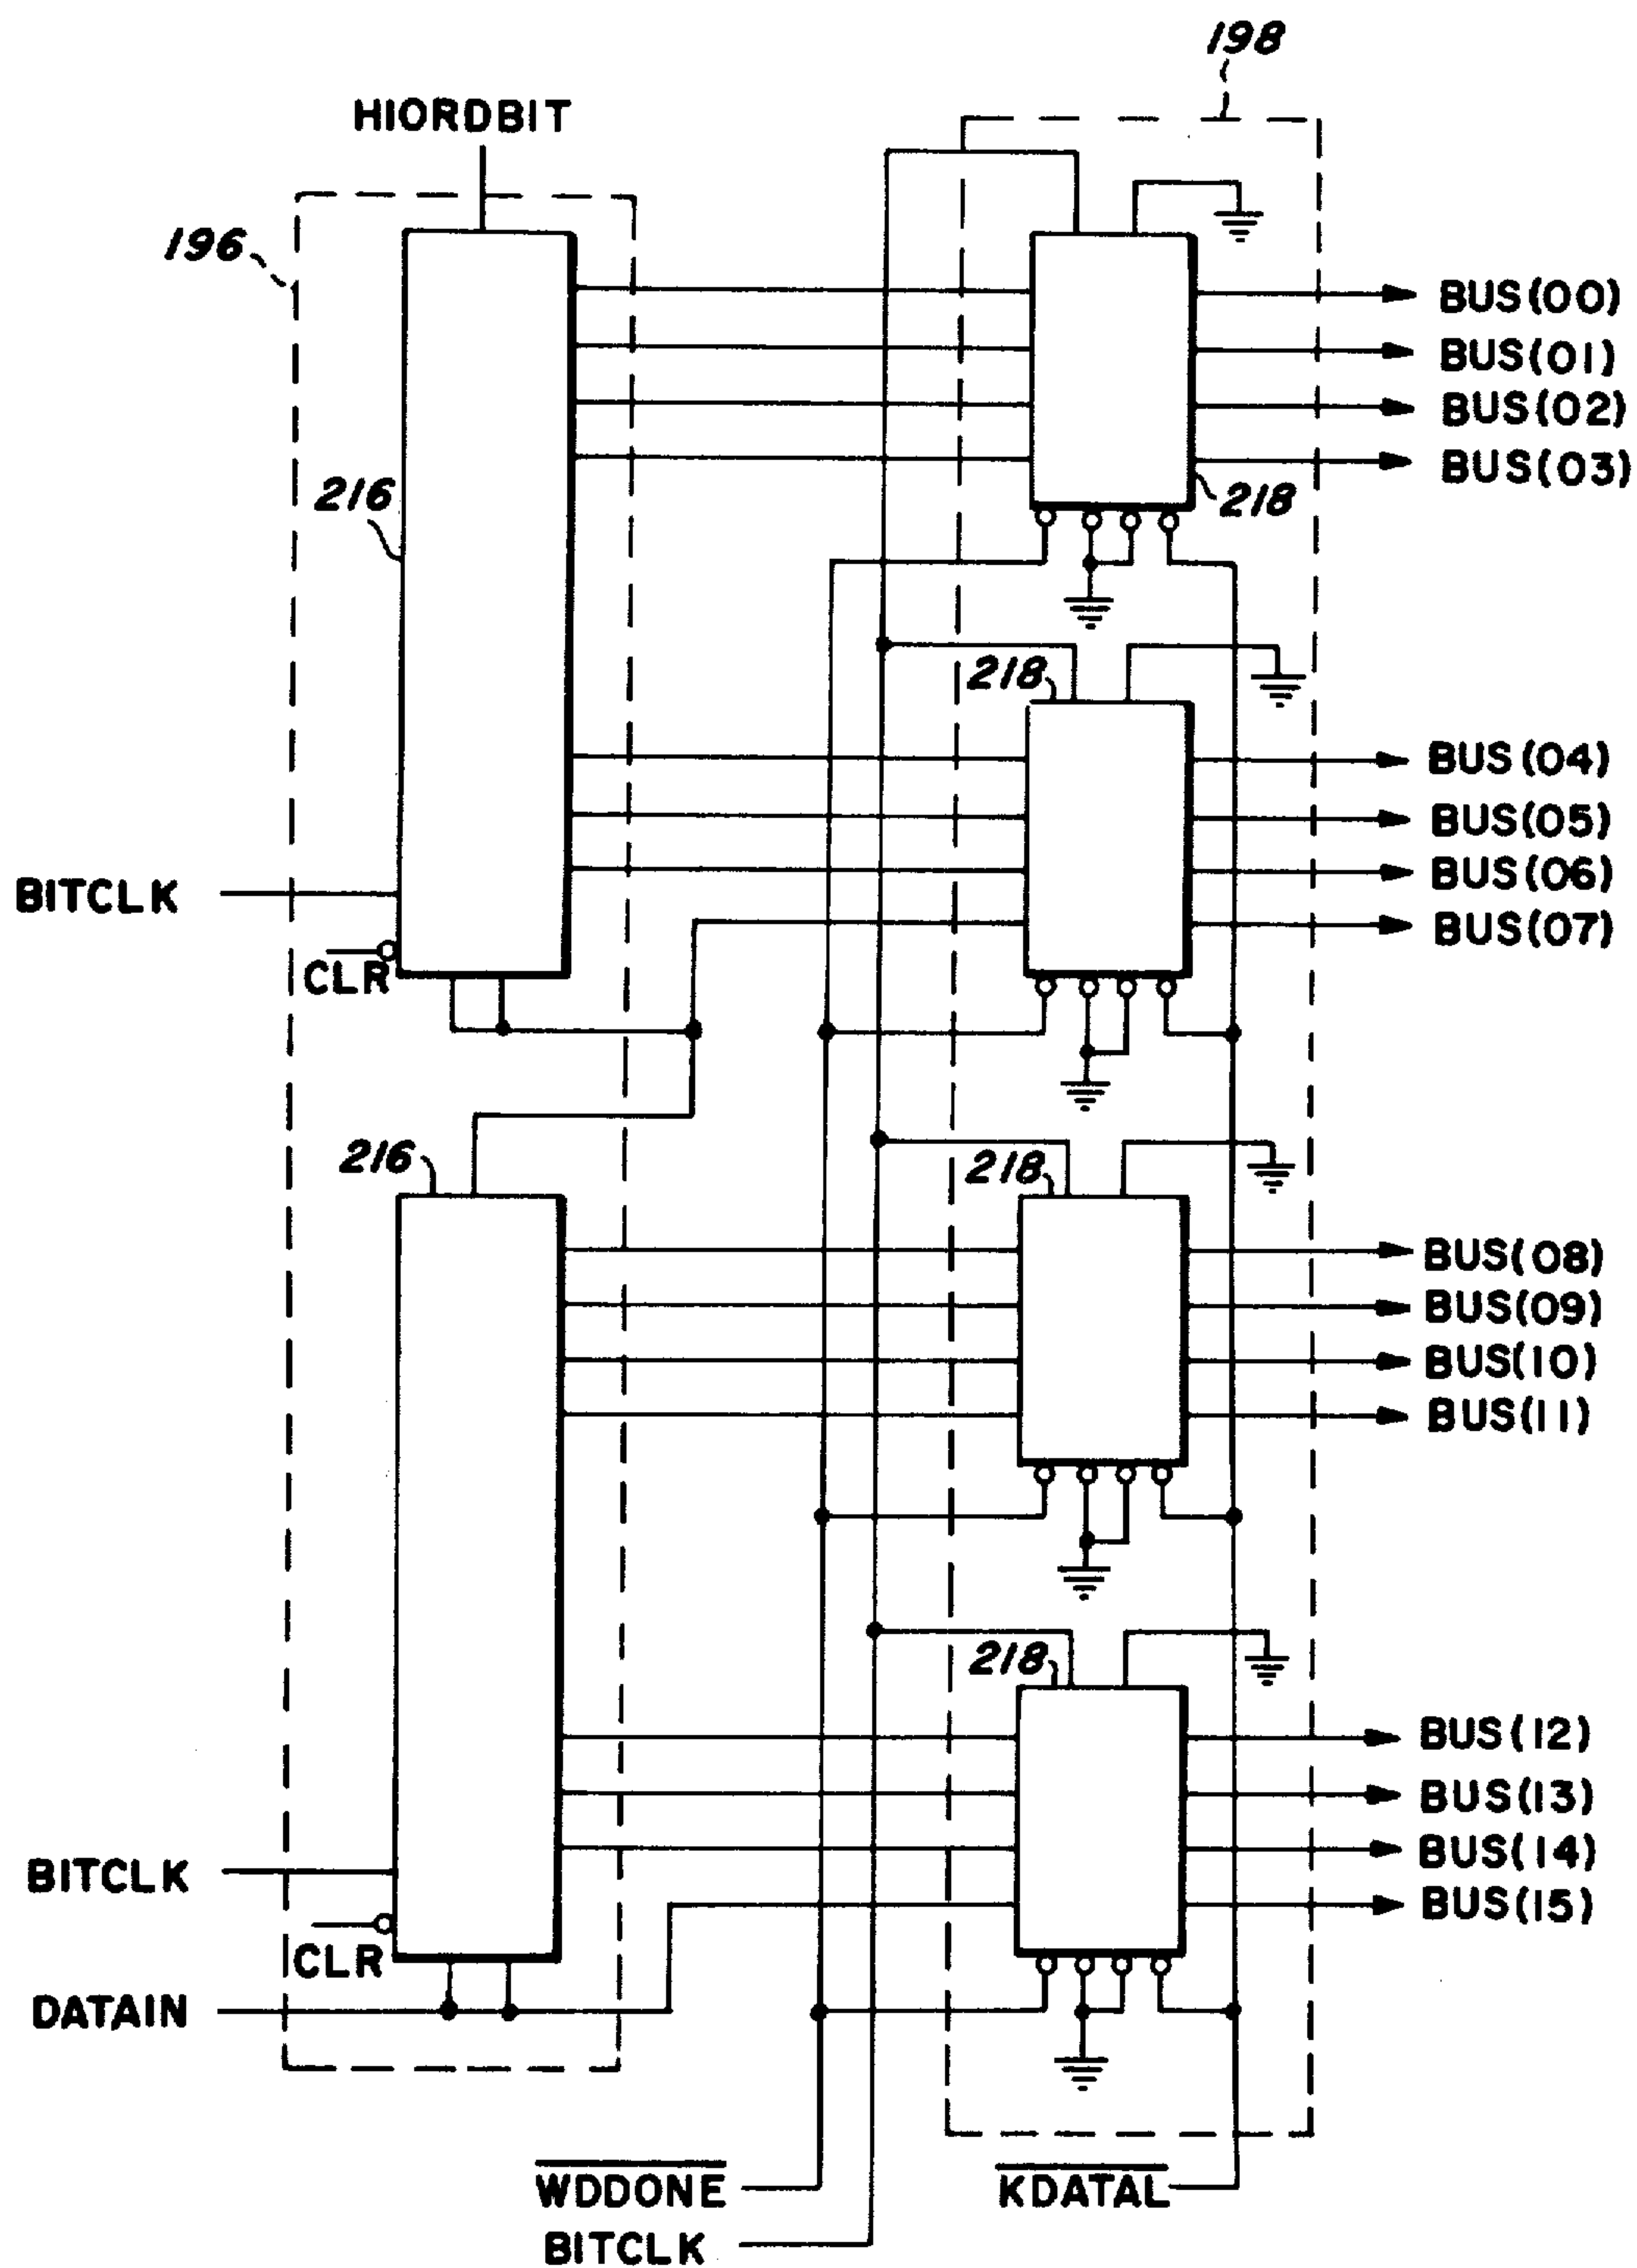 198
HIORDBIT
196
BUS(00)
BUS(01)
BUS(02)
BUS(03)
216
218
218
BUS(04)
BUS(05)
BUS(06)
BUS(07)
BITCLK
CLR
216
218
BUS(08)
BUS(09)
BUS(10)
BUS(11)
218
BUS(12)
BUS(13)
BUS(14)
BUS(15)
BITCLK
CLR
DATAIN
W̅D̅D̅O̅N̅E̅
K̅D̅A̅T̅A̅L̅
BITCLK